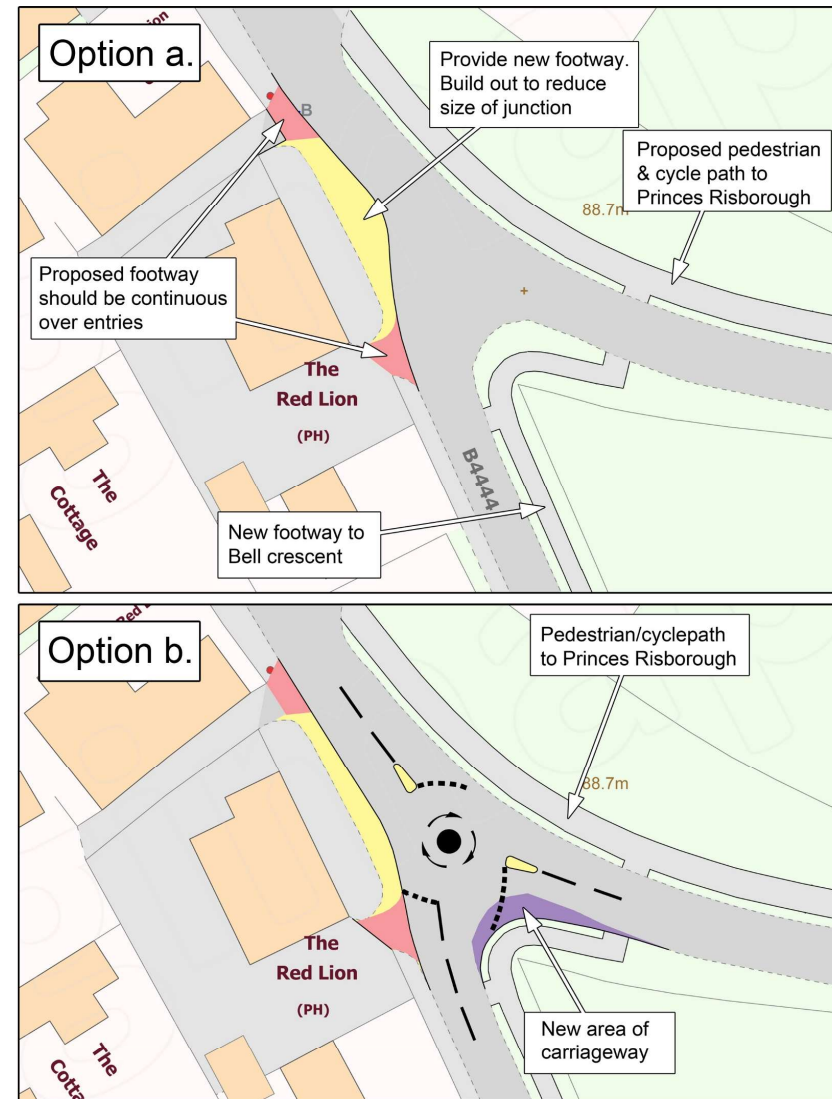 Option a.
Provide new footway.
Build out to reduce
size of junction
B
Proposed pedestrian
& cycle path to
Princes Risborough
88.7m
Proposed footway
should be continuous
over entries
The
Red Lion
(PH)
The
Cottage
B4444
New footway to
Bell crescent
Option b.
Pedestrian/cyclepath
to Princes Risborough
88.7m
The
Red Lion
(PH)
The
New area of
carriageway